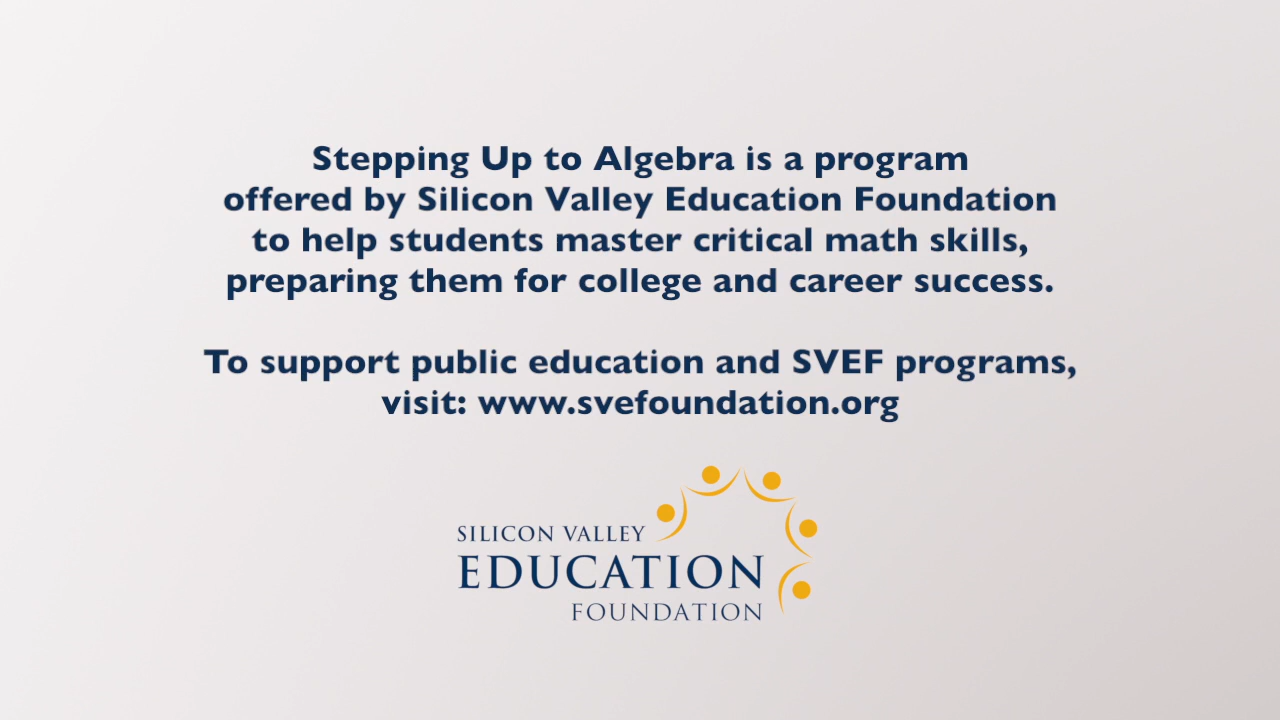 Stepping Up to Algebra is a program
offered by Silicon Valley Education Foundation
to help students master critical math skills,
preparing them for college and career success.
To support public education and SVEF programs,
visit: www.svefoundation.org
SILICON VALLEY
EDUCATION
FOUNDATION